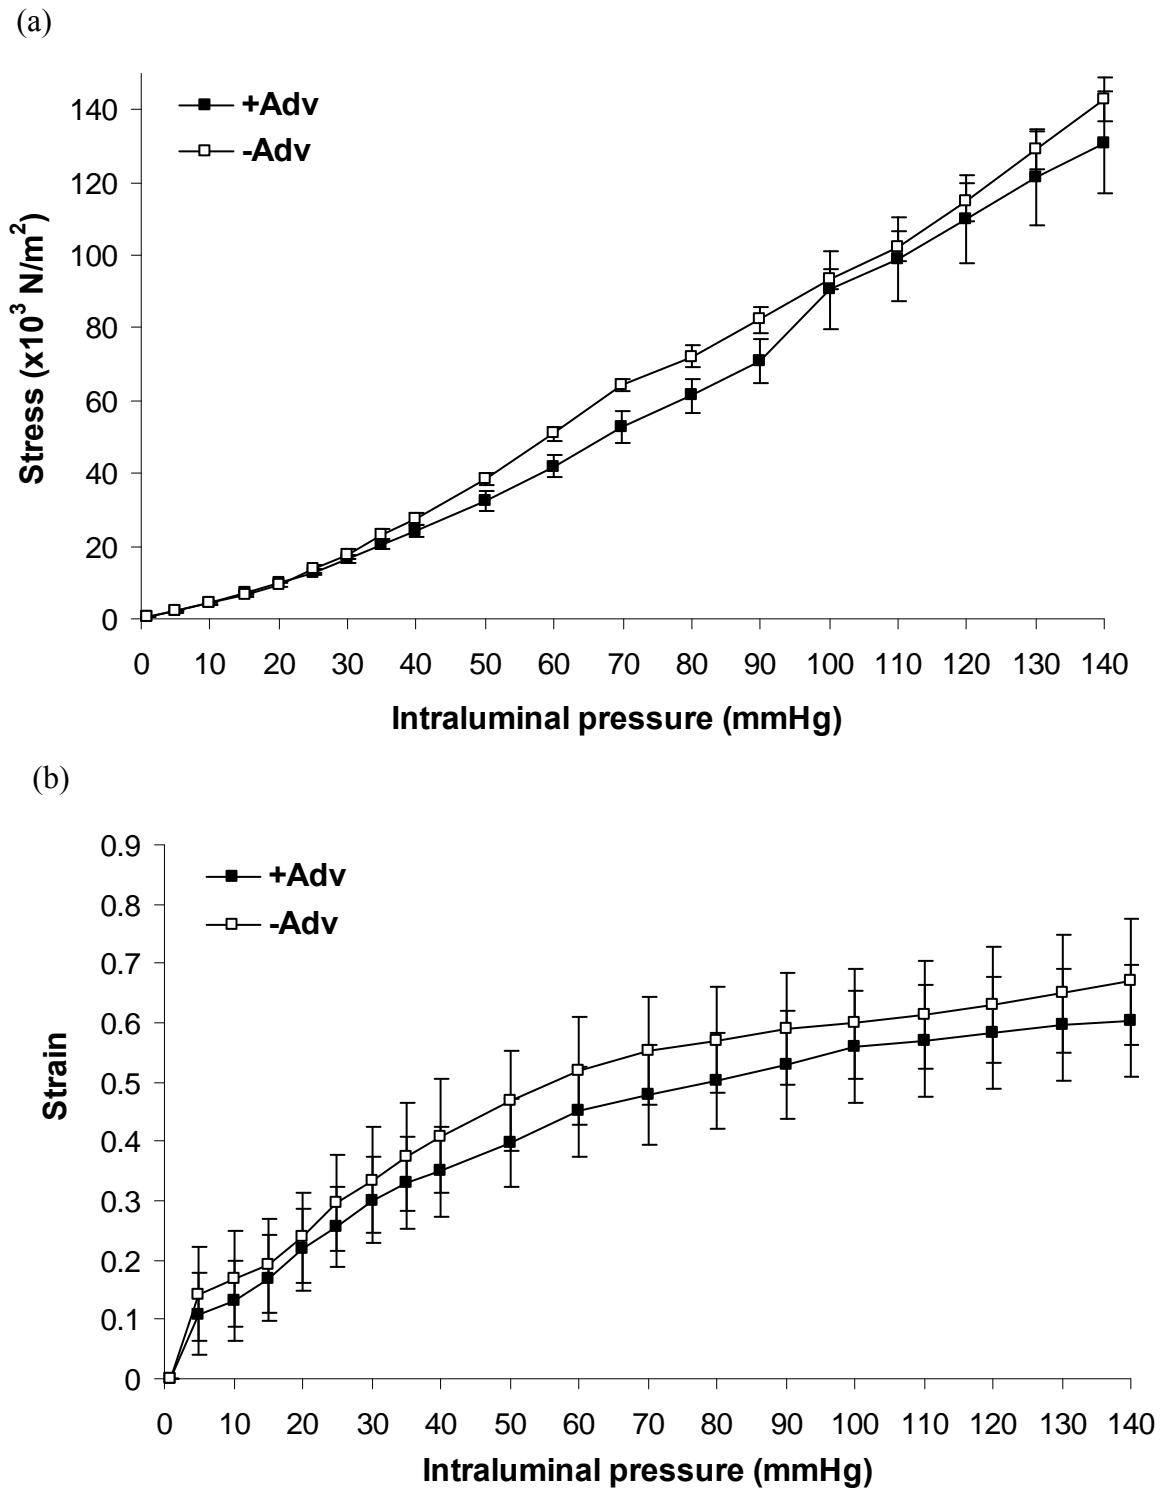 (a)
+Adv
-Adv
140
120
100
80
60
40
20
0
Stress (x10³ N/m²)
0 10 20 30 40 50 60 70 80 90 100 110 120 130 140
Intraluminal pressure (mmHg)
(b)
+Adv
-Adv
0.9
0.8
0.7
0.6
0.5
0.4
0.3
0.2
0.1
0
Strain
0 10 20 30 40 50 60 70 80 90 100 110 120 130 140
Intraluminal pressure (mmHg)